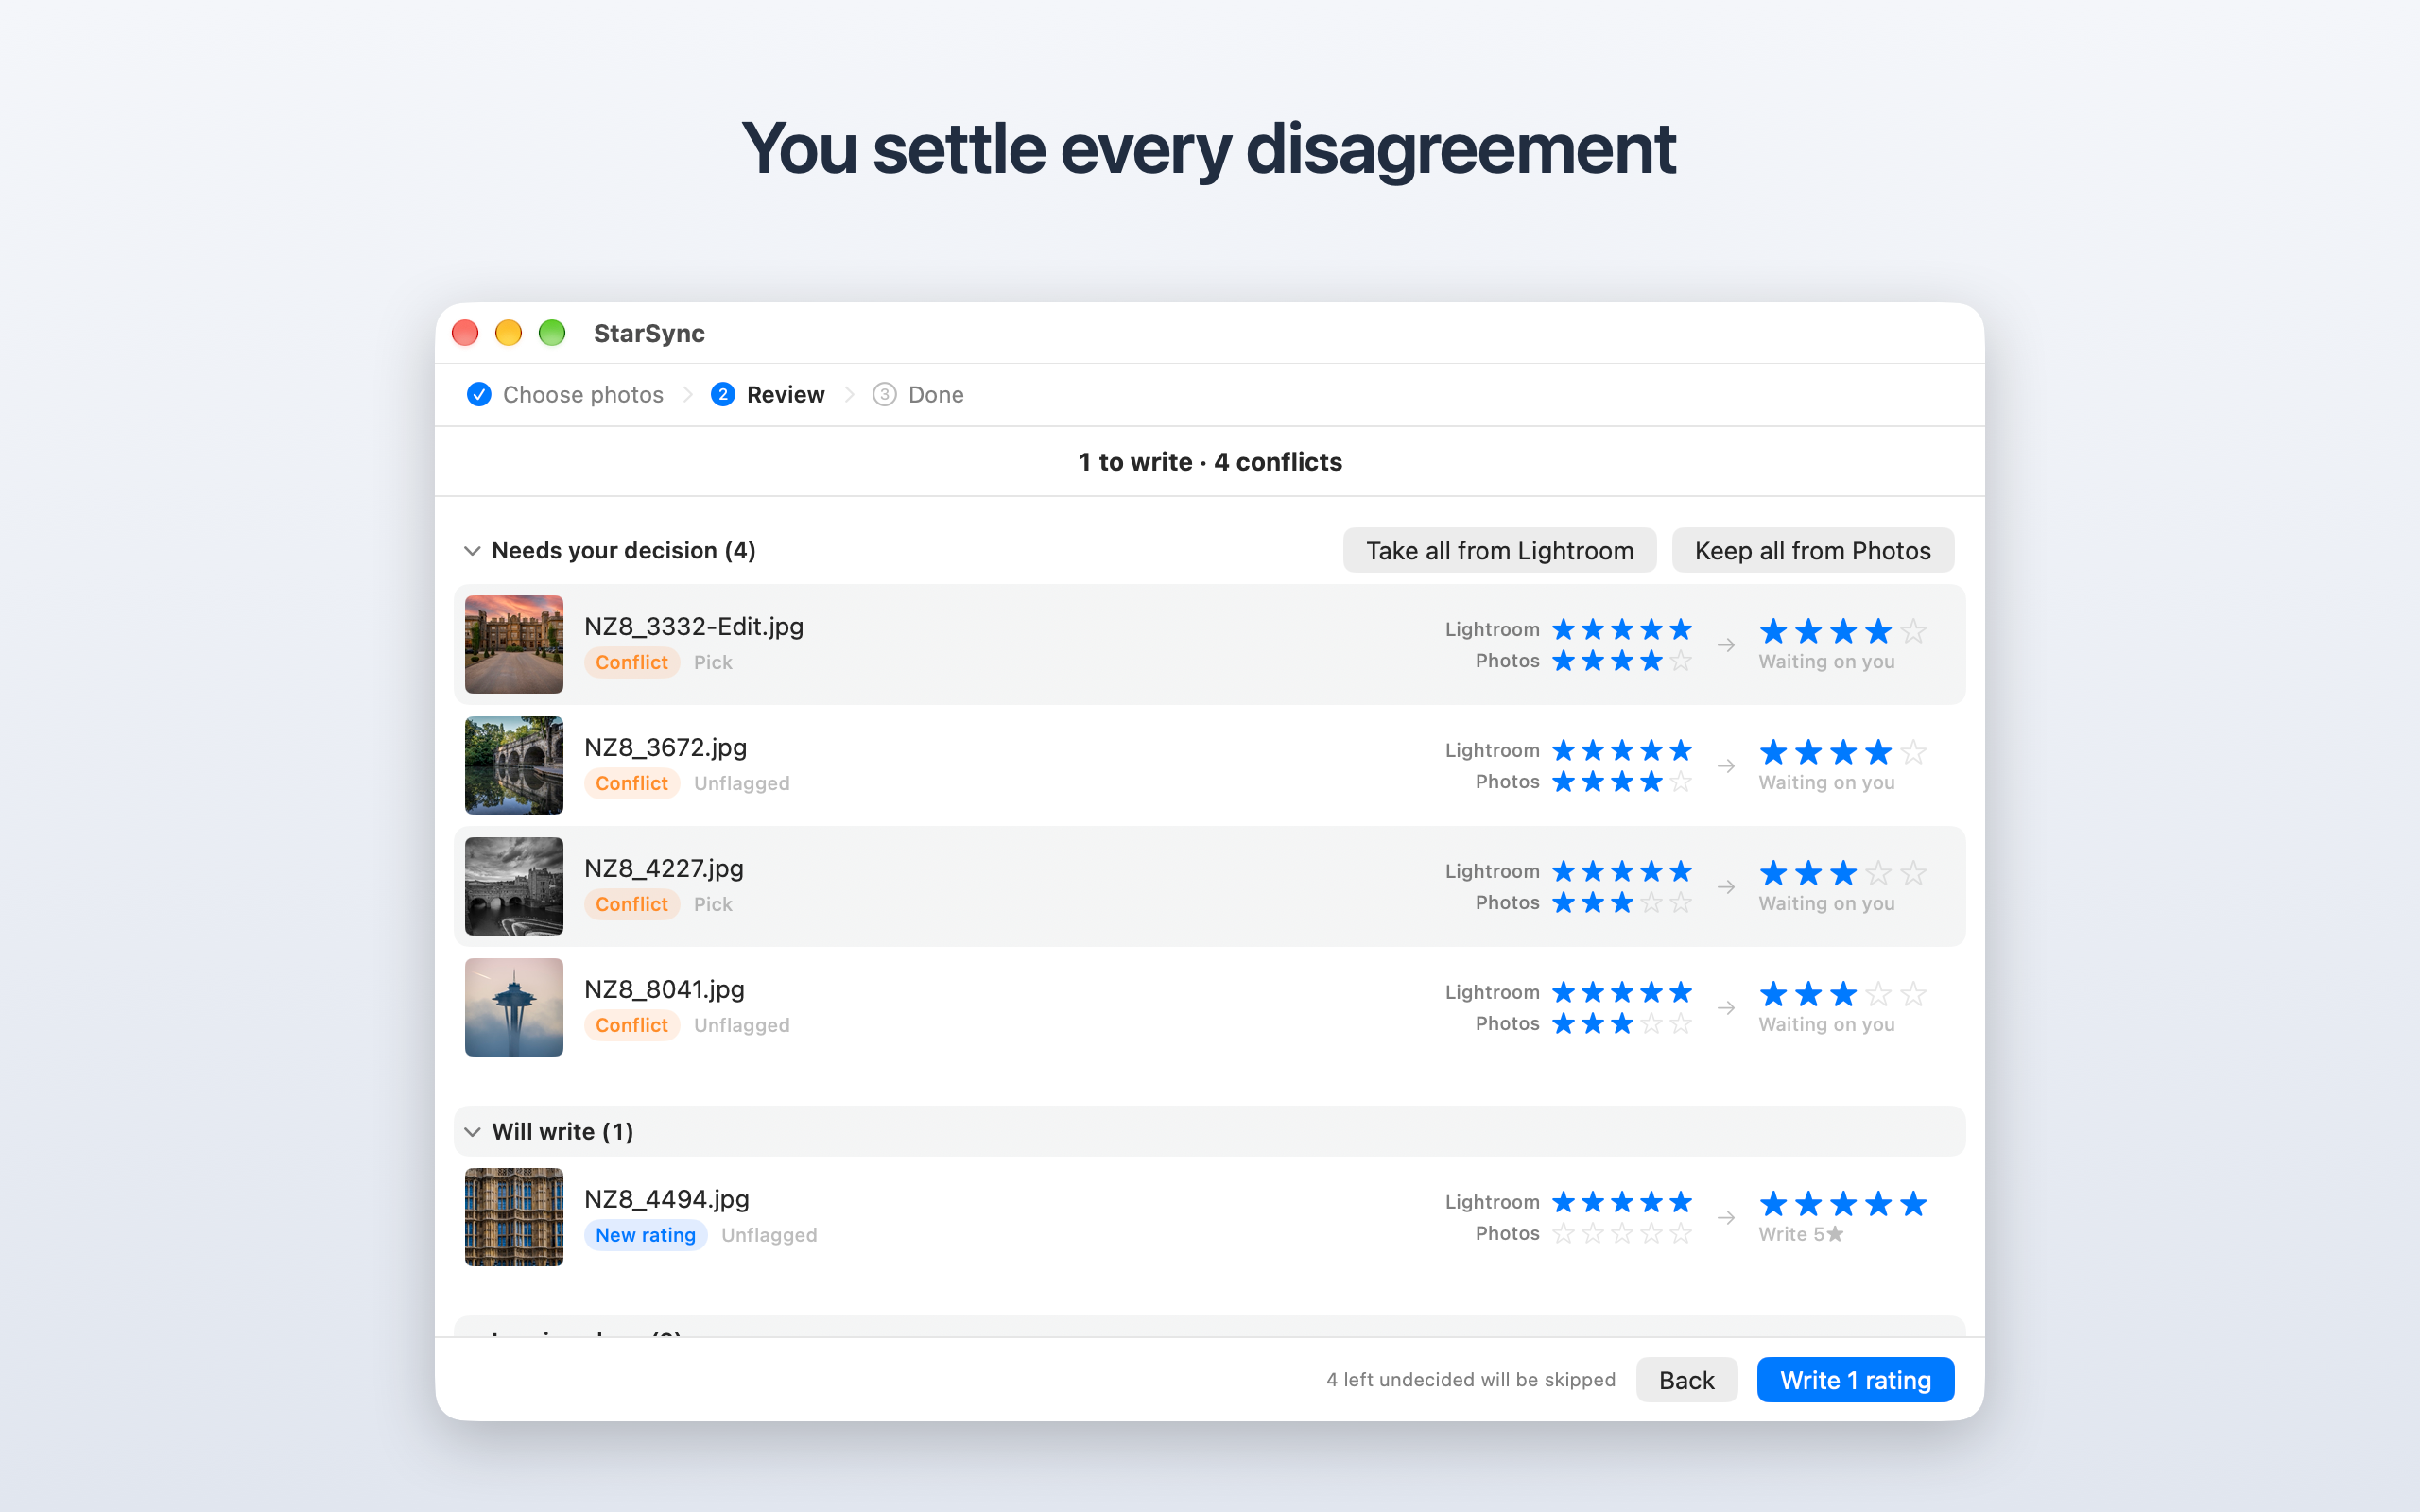 You settle every disagreement
StarSync
Choose photos
2 Review
3 Done
1 to write · 4 conflicts
Needs your decision (4)
Take all from Lightroom
Keep all from Photos
NZ8_3332-Edit.jpg
Conflict Pick
Lightroom
Photos
Waiting on you
NZ8_3672.jpg
Conflict Unflagged
Lightroom
Photos
Waiting on you
NZ8_4227.jpg
Conflict Pick
Lightroom
Photos
Waiting on you
NZ8_8041.jpg
Conflict Unflagged
Lightroom
Photos
Waiting on you
Will write (1)
NZ8_4494.jpg
New rating Unflagged
Lightroom
Photos
Write 5★
4 left undecided will be skipped
Back
Write 1 rating